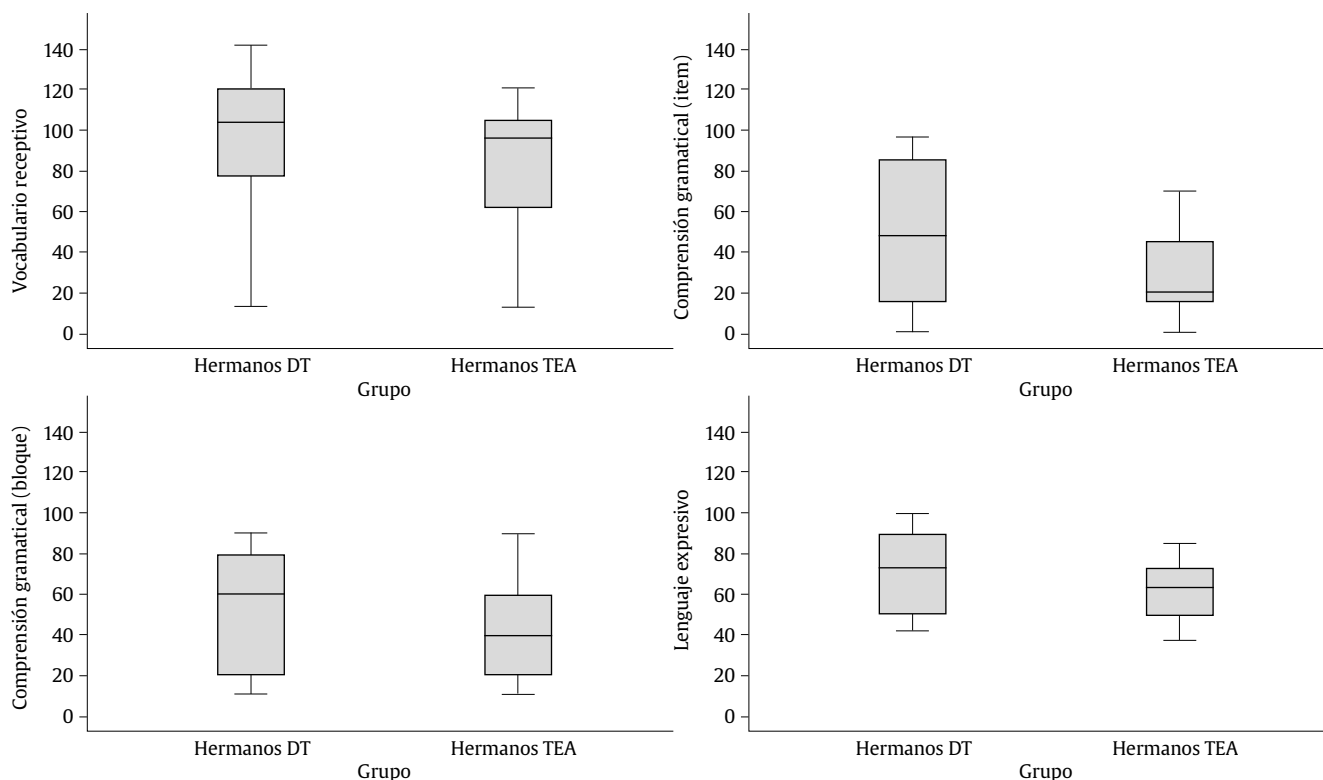 Vocabulario receptivo
140
120
100
80
60
40
20
0
Hermanos DT
Hermanos TEA
Grupo
Comprensión gramatical (item)
140
120
100
80
60
40
20
0
Hermanos DT
Hermanos TEA
Grupo
Comprensión gramatical (bloque)
140
120
100
80
60
40
20
0
Hermanos DT
Hermanos TEA
Grupo
Lenguaje expresivo
140
120
100
80
60
40
20
0
Hermanos DT
Hermanos TEA
Grupo